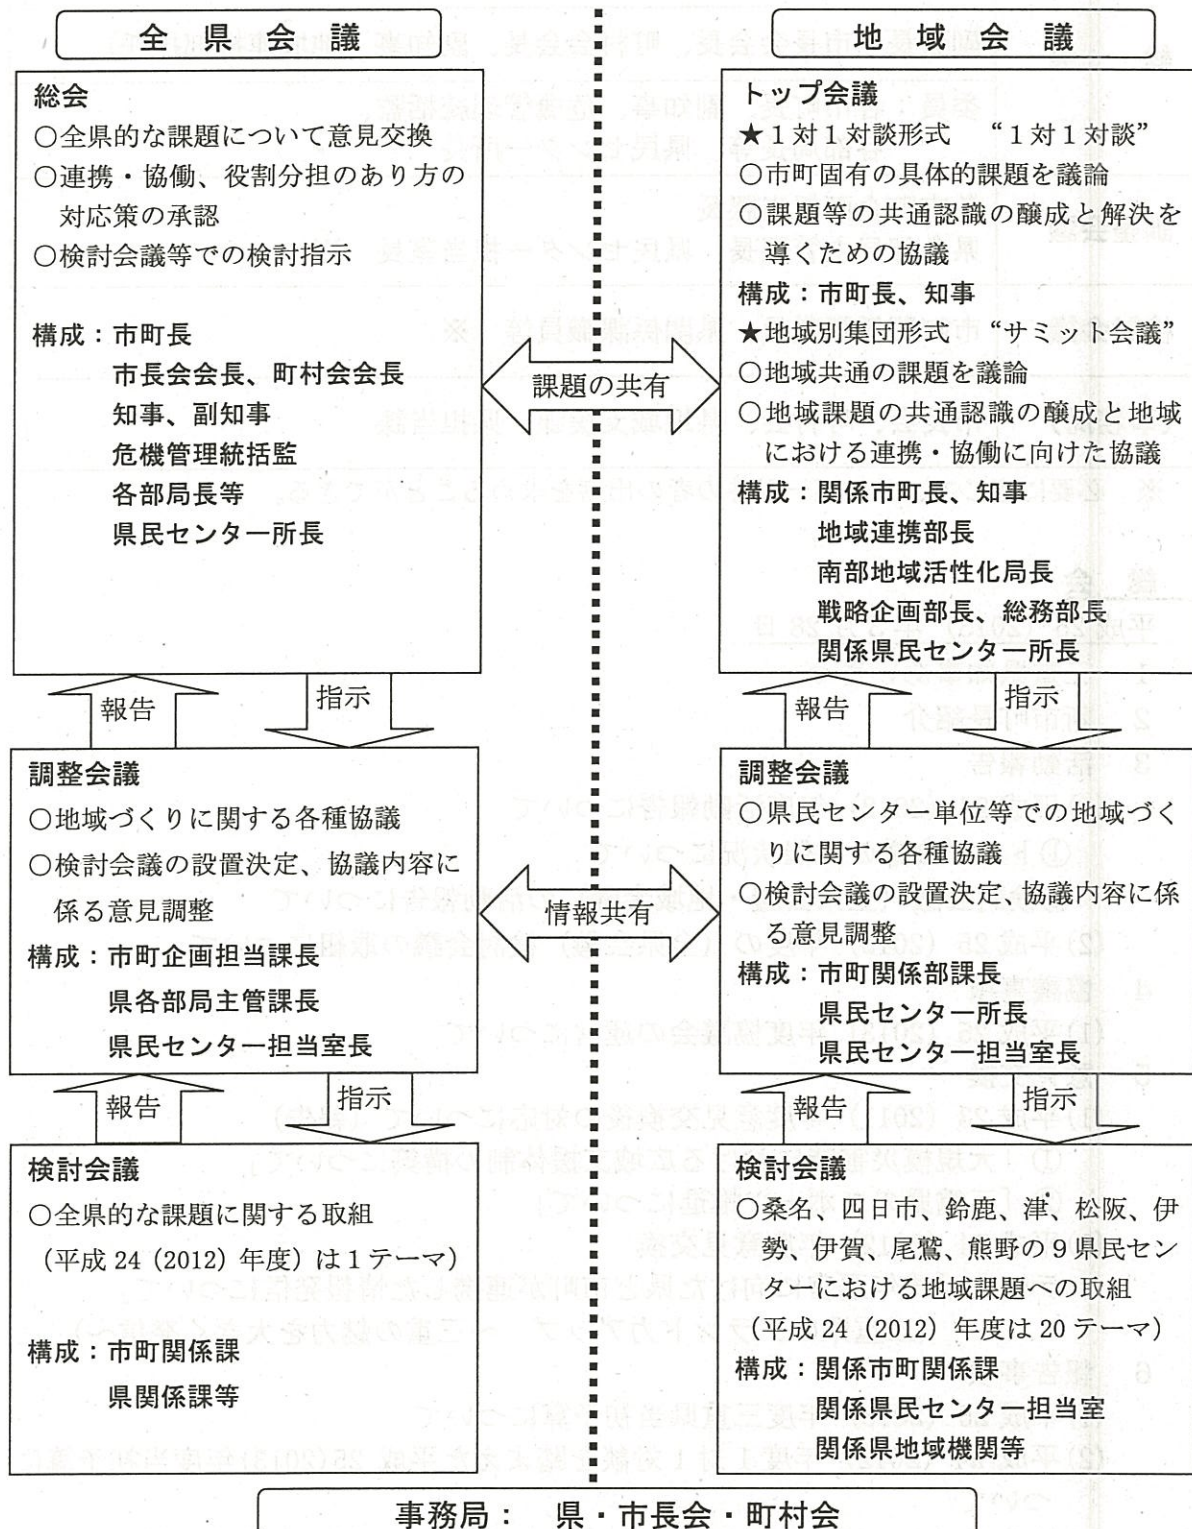 全県会議
総会
○全県的な課題について意見交換
○連携・協働、役割分担のあり方の
対応策の承認
○検討会議等での検討指示
構成：市町長
市長会会長、町村会会長
知事、副知事
危機管理統括監
各部局長等
県民センター所長
課題の共有
地域会議
トップ会議
★１対１対談形式　“１対１対談”
○市町固有の具体的課題を議論
○課題等の共通認識の醸成と解決を
導くための協議
構成：市町長、知事
★地域別集団形式　“サミット会議”
○地域共通の課題を議論
○地域課題の共通認識の醸成と地域
における連携・協働に向けた協議
構成：関係市町長、知事
地域連携部長
南部地域活性化局長
戦略企画部長、総務部長
関係県民センター所長
報告
指示
報告
指示
調整会議
○地域づくりに関する各種協議
○検討会議の設置決定、協議内容に
係る意見調整
構成：市町企画担当課長
県各部局主管課長
県民センター担当室長
情報共有
調整会議
○県民センター単位等での地域づく
りに関する各種協議
○検討会議の設置決定、協議内容に係
る意見調整
構成：市町関係部課長
県民センター所長
県民センター担当室長
報告
指示
報告
指示
検討会議
○全県的な課題に関する取組
（平成 24（2012）年度）は１テーマ）
構成：市町関係課
県関係課等
検討会議
○桑名、四日市、鈴鹿、津、松阪、伊
勢、伊賀、尾鷲、熊野の９県民セン
ターにおける地域課題への取組
（平成 24（2012）年度は 20 テーマ）
構成：関係市町関係課
関係県民センター担当室
関係県地域機関等
事務局：　県・市長会・町村会